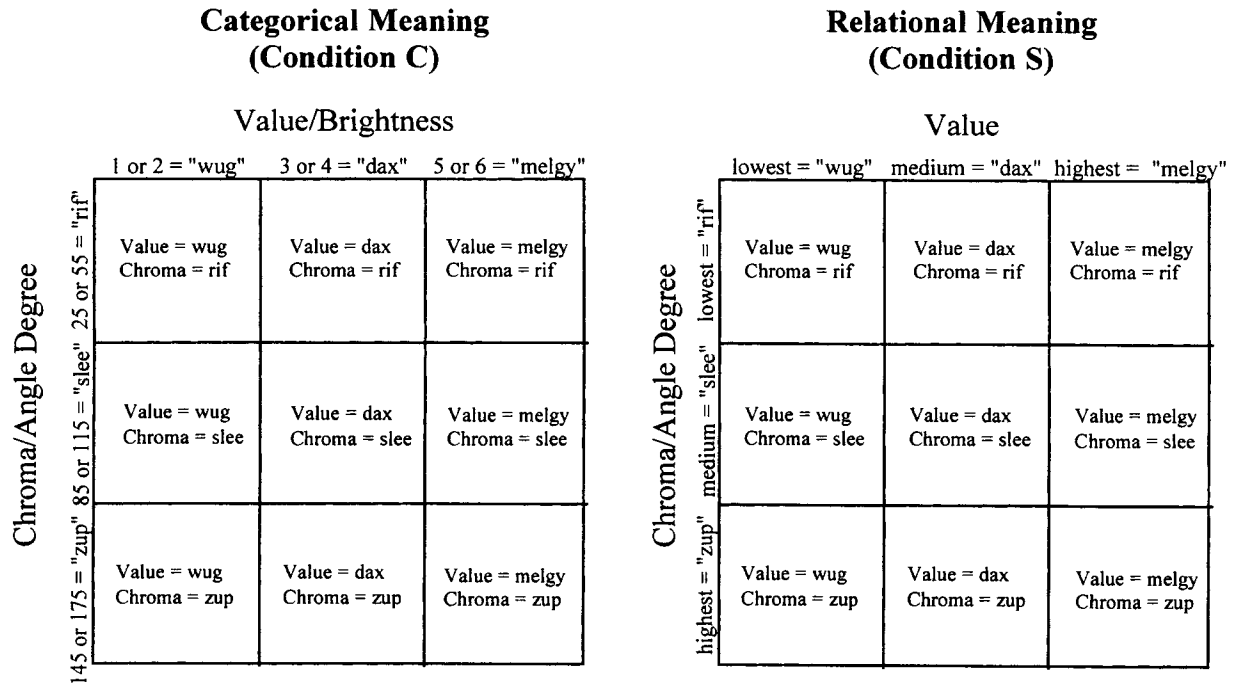 Categorical Meaning
(Condition C)
Value/Brightness
1 or 2 = "wug" 3 or 4 = "dax" 5 or 6 = "melgy"
Chroma/Angle Degree
25 or 55 = "rif"
Value = wug
Chroma = rif
Value = dax
Chroma = rif
Value = melgy
Chroma = rif
85 or 115 = "slee"
Value = wug
Chroma = slee
Value = dax
Chroma = slee
Value = melgy
Chroma = slee
145 or 175 = "zup"
Value = wug
Chroma = zup
Value = dax
Chroma = zup
Value = melgy
Chroma = zup
Relational Meaning
(Condition S)
Value
lowest = "wug" medium = "dax" highest = "melgy"
Chroma/Angle Degree
lowest = "rif"
Value = wug
Chroma = rif
Value = dax
Chroma = rif
Value = melgy
Chroma = rif
medium = "slee"
Value = wug
Chroma = slee
Value = dax
Chroma = slee
Value = melgy
Chroma = slee
highest = "zup"
Value = wug
Chroma = zup
Value = dax
Chroma = zup
Value = melgy
Chroma = zup